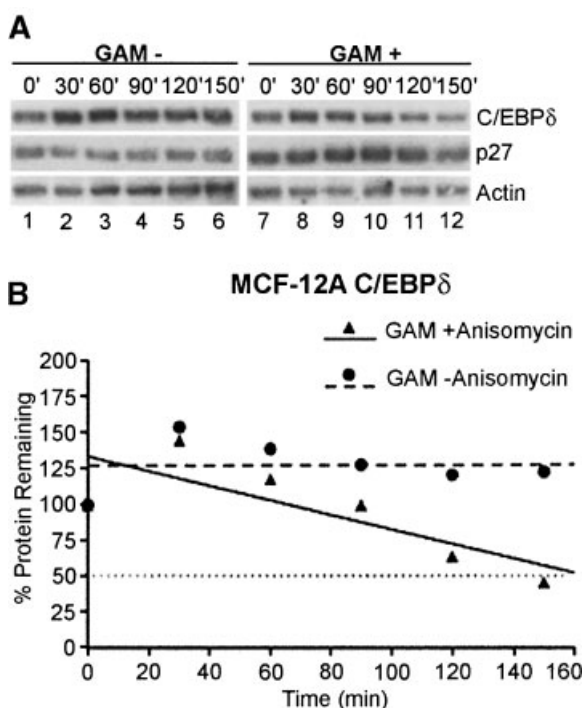 A
GAM - GAM +
0' 30' 60' 90' 120' 150' 0' 30' 60' 90' 120' 150'
C/EBPδ
p27
Actin
1 2 3 4 5 6 7 8 9 10 11 12
B
MCF-12A C/EBPδ
GAM +Anisomycin
GAM -Anisomycin
% Protein Remaining
200
175
150
125
100
75
50
25
0
0 20 40 60 80 100 120 140 160
Time (min)